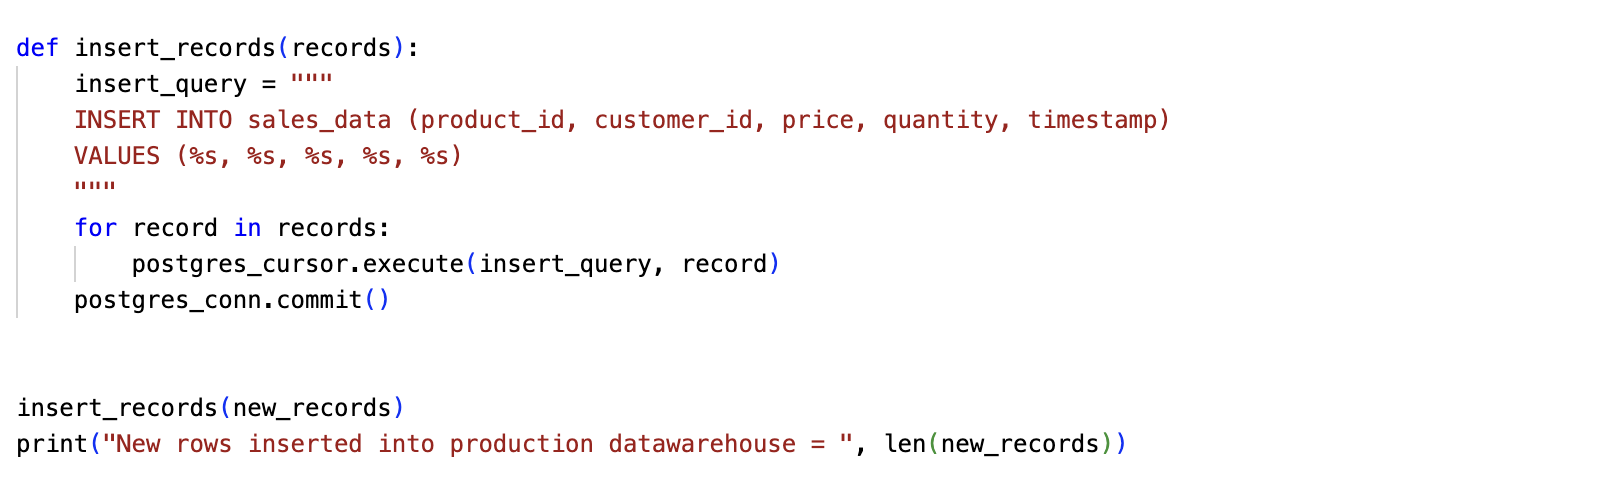 def insert_records(records):
    insert_query = """
    INSERT INTO sales_data (product_id, customer_id, price, quantity, timestamp)
    VALUES (%s, %s, %s, %s, %s)
    """
    for record in records:
        postgres_cursor.execute(insert_query, record)
    postgres_conn.commit()
insert_records(new_records)
print("New rows inserted into production datawarehouse = ", len(new_records))